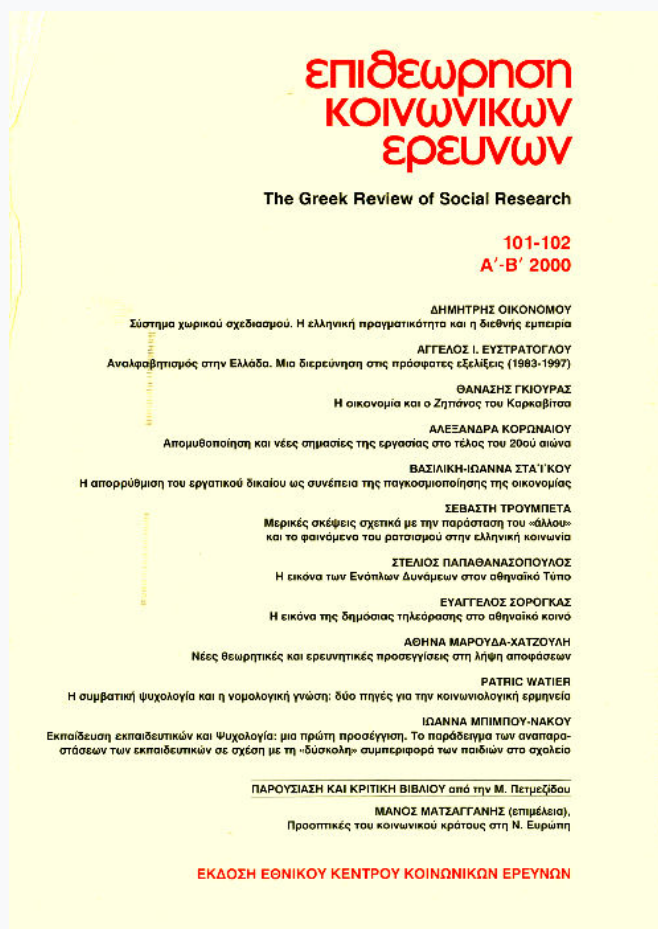 επιθεωρηση
κοινωνικων
ερευνων
The Greek Review of Social Research
101-102
Α΄-Β΄ 2000
ΔΗΜΗΤΡΗΣ ΟΙΚΟΝΟΜΟΥ
Σύστημα χωρικού σχεδιασμού. Η ελληνική πραγματικότητα και η διεθνής εμπειρία
ΑΓΓΕΛΟΣ Ι. ΕΥΣΤΡΑΤΟΓΛΟΥ
Αναλφαβητισμός στην Ελλάδα. Μια διερεύνηση στις πρόσφατες εξελίξεις (1983-1997)
ΘΑΝΑΣΗΣ ΓΚΙΟΥΡΑΣ
Η οικονομία και ο Ζητιάνος του Καρκαβίτσα
ΑΛΕΞΑΝΔΡΑ ΚΟΡΩΝΑΙΟΥ
Απομυθοποίηση και νέες σημασίες της εργασίας στο τέλος του 20ού αιώνα
ΒΑΣΙΛΙΚΗ-ΙΩΑΝΝΑ ΣΤΑΪΚΟΥ
Η απορρύθμιση του εργατικού δικαίου ως συνέπεια της παγκοσμιοποίησης της οικονομίας
ΣΕΒΑΣΤΗ ΤΡΟΥΜΠΕΤΑ
Μερικές σκέψεις σχετικά με την παράσταση του «άλλου»
και το φαινόμενο του ρατσισμού στην ελληνική κοινωνία
ΣΤΕΛΙΟΣ ΠΑΠΑΘΑΝΑΣΟΠΟΥΛΟΣ
Η εικόνα των Ενόπλων Δυνάμεων στον αθηναϊκό Τύπο
ΕΥΑΓΓΕΛΟΣ ΣΟΡΟΓΚΑΣ
Η εικόνα της δημόσιας τηλεόρασης στο αθηναϊκό κοινό
ΑΘΗΝΑ ΜΑΡΟΥΔΑ-ΧΑΤΖΟΥΛΗ
Νέες θεωρητικές και ερευνητικές προσεγγίσεις στη λήψη αποφάσεων
PATRIC WATIER
Η συμβατική ψυχολογία και η νομολογική γνώση: δύο πηγές για την κοινωνιολογική ερμηνεία
ΙΩΑΝΝΑ ΜΠΙΜΠΟΥ-ΝΑΚΟΥ
Εκπαίδευση εκπαιδευτικών και Ψυχολογία: μια πρώτη προσέγγιση. Το παράδειγμα των αναπαρα-
στάσεων των εκπαιδευτικών σε σχέση με τη «δύσκολη» συμπεριφορά των παιδιών στο σχολείο
ΠΑΡΟΥΣΙΑΣΗ ΚΑΙ ΚΡΙΤΙΚΗ ΒΙΒΛΙΟΥ από την Μ. Πετμεζίδου
ΜΑΝΟΣ ΜΑΤΣΑΓΓΑΝΗΣ (επιμέλεια),
Προοπτικές του κοινωνικού κράτους στη Ν. Ευρώπη
ΕΚΔΟΣΗ ΕΘΝΙΚΟΥ ΚΕΝΤΡΟΥ ΚΟΙΝΩΝΙΚΩΝ ΕΡΕΥΝΩΝ